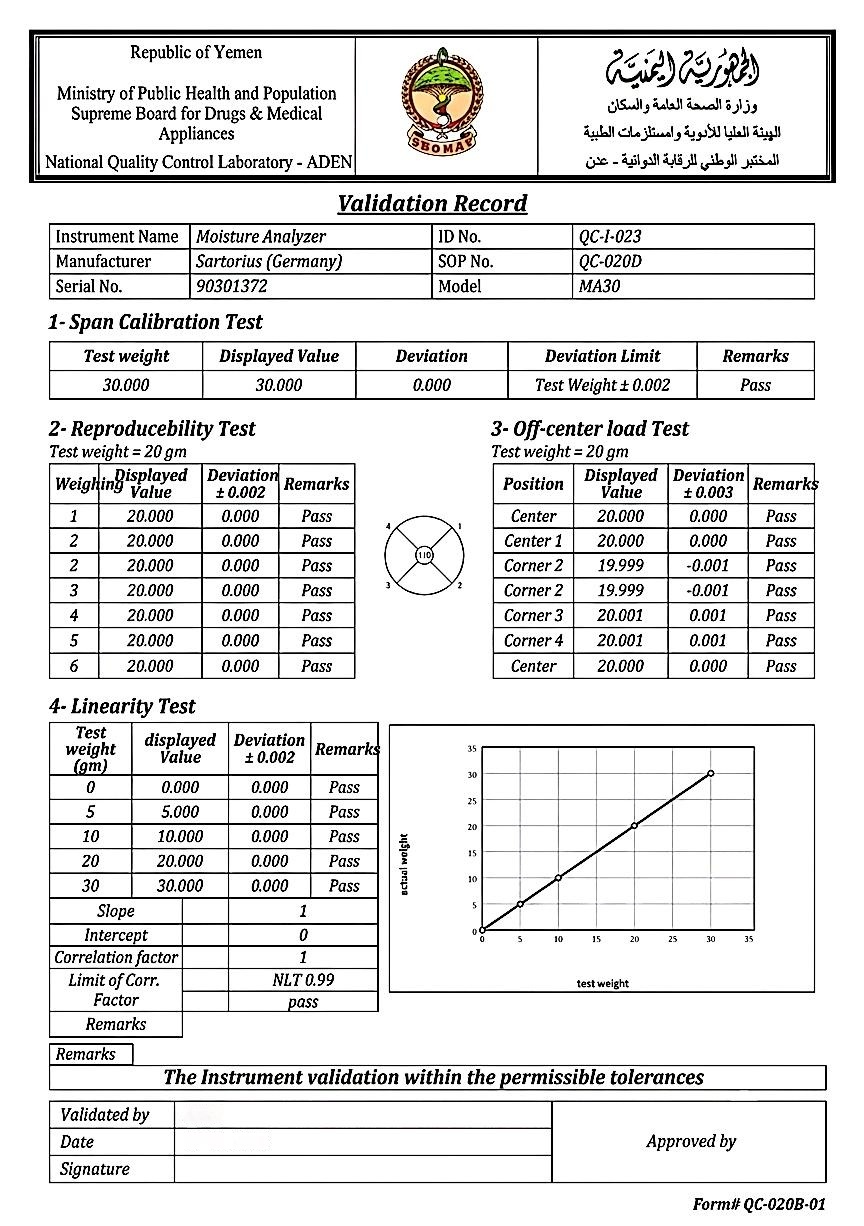 Republic of Yemen
Ministry of Public Health and Population
Supreme Board for Drugs & Medical
Appliances
National Quality Control Laboratory - ADEN
SBOMAP
الجمهورية اليمنية
وزارة الصحة العامة والسكان
الهيئة العليا للأدوية والمستلزمات الطبية
المختبر الوطني للرقابة الدوائية - عدن
Validation Record
Instrument Name Moisture Analyzer ID No. QC-I-023
Manufacturer Sartorius (Germany) SOP No. QC-020D
Serial No. 90301372 Model MA30
1- Span Calibration Test
Test weight Displayed Value Deviation Deviation Limit Remarks
30.000 30.000 0.000 Test Weight ± 0.002 Pass
2- Reproducebility Test
Test weight = 20 gm
Weighing Displayed Value Deviation ± 0.002 Remarks
1 20.000 0.000 Pass
2 20.000 0.000 Pass
2 20.000 0.000 Pass
3 20.000 0.000 Pass
4 20.000 0.000 Pass
5 20.000 0.000 Pass
6 20.000 0.000 Pass
4 1
3 2
3- Off-center load Test
Test weight = 20 gm
Position Displayed Value Deviation ± 0.003 Remarks
Center 20.000 0.000 Pass
Center 1 20.000 0.000 Pass
Corner 2 19.999 -0.001 Pass
Corner 2 19.999 -0.001 Pass
Corner 3 20.001 0.001 Pass
Corner 4 20.001 0.001 Pass
Center 20.000 0.000 Pass
4- Linearity Test
Test weight (gm) displayed Value Deviation ± 0.002 Remarks
0 0.000 0.000 Pass
5 5.000 0.000 Pass
10 10.000 0.000 Pass
20 20.000 0.000 Pass
30 30.000 0.000 Pass
Slope 1
Intercept 0
Correlation factor 1
Limit of Corr. NLT 0.99
Factor pass
Remarks
actual weight
35
30
25
20
15
10
5
0
0 5 10 15 20 25 30 35
test weight
Remarks
The Instrument validation within the permissible tolerances
Validated by
Date
Signature
Approved by
Form# QC-020B-01